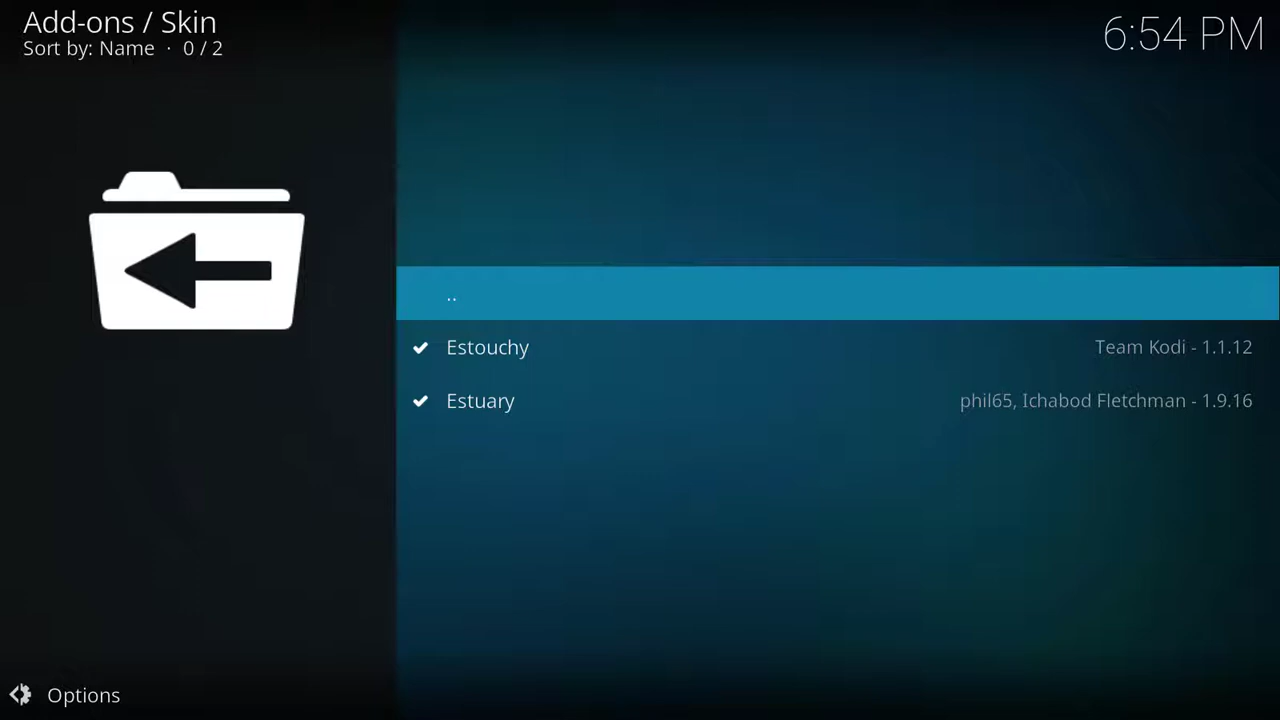 Add-ons / Skin
Sort by: Name · 0 / 2
6:54 PM
..
Estouchy
Team Kodi - 1.1.12
Estuary
phil65, Ichabod Fletchman - 1.9.16
Options